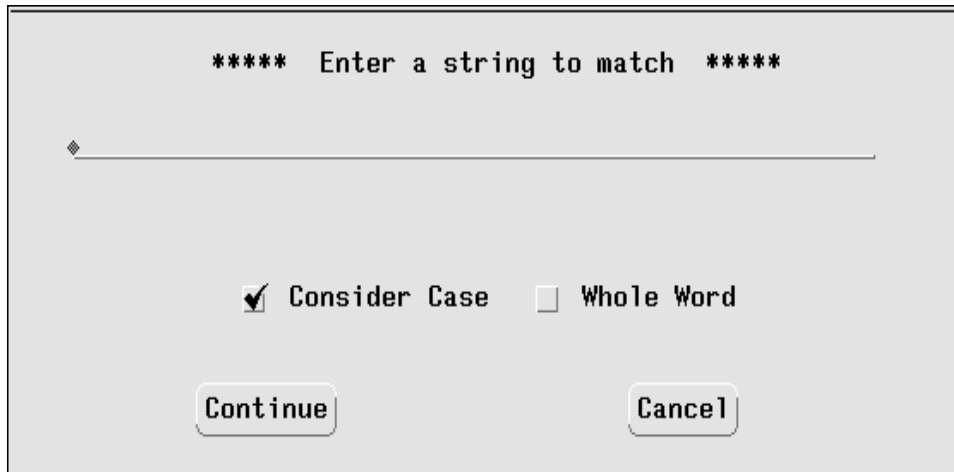 *****  Enter a string to match  *****
Consider Case  Whole Word
Continue  Cancel